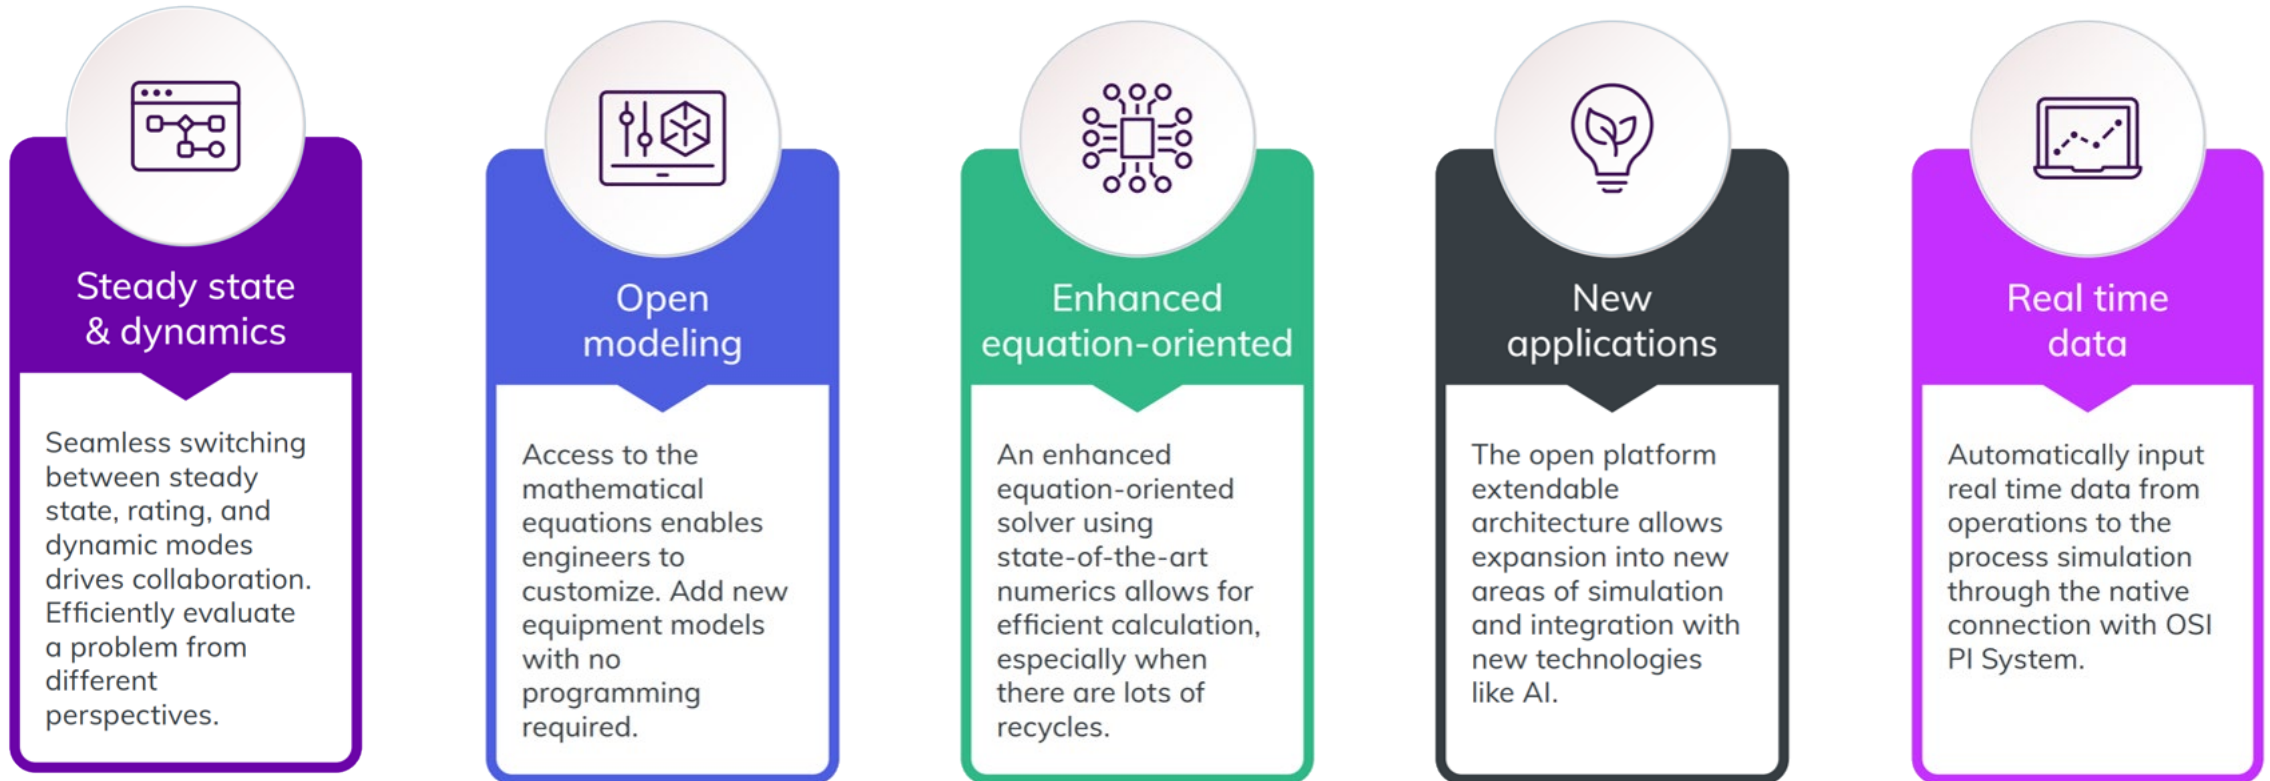 Steady state
& dynamics
Seamless switching
between steady
state, rating, and
dynamic modes
drives collaboration.
Efficiently evaluate
a problem from
different
perspectives.
Open
modeling
Access to the
mathematical
equations enables
engineers to
customize. Add new
equipment models
with no
programming
required.
Enhanced
equation-oriented
An enhanced
equation-oriented
solver using
state-of-the-art
numerics allows for
efficient calculation,
especially when
there are lots of
recycles.
New
applications
The open platform
extendable
architecture allows
expansion into new
areas of simulation
and integration with
new technologies
like AI.
Real time
data
Automatically input
real time data from
operations to the
process simulation
through the native
connection with OSI
PI System.